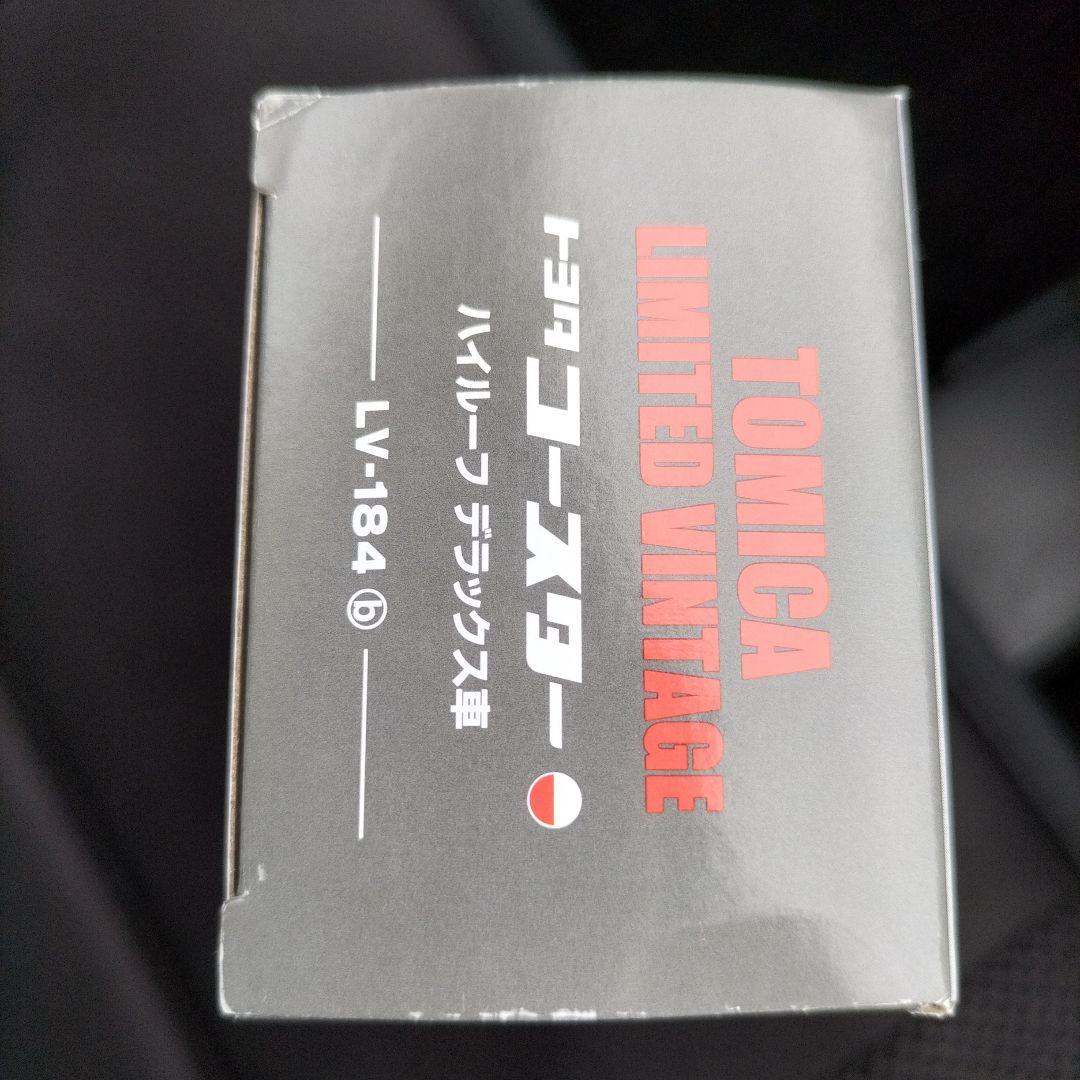 TOMICA
LIMITED VINTAGE
トヨタ コースター
ハイルーフ デラックス車
LV-184 ⓑ